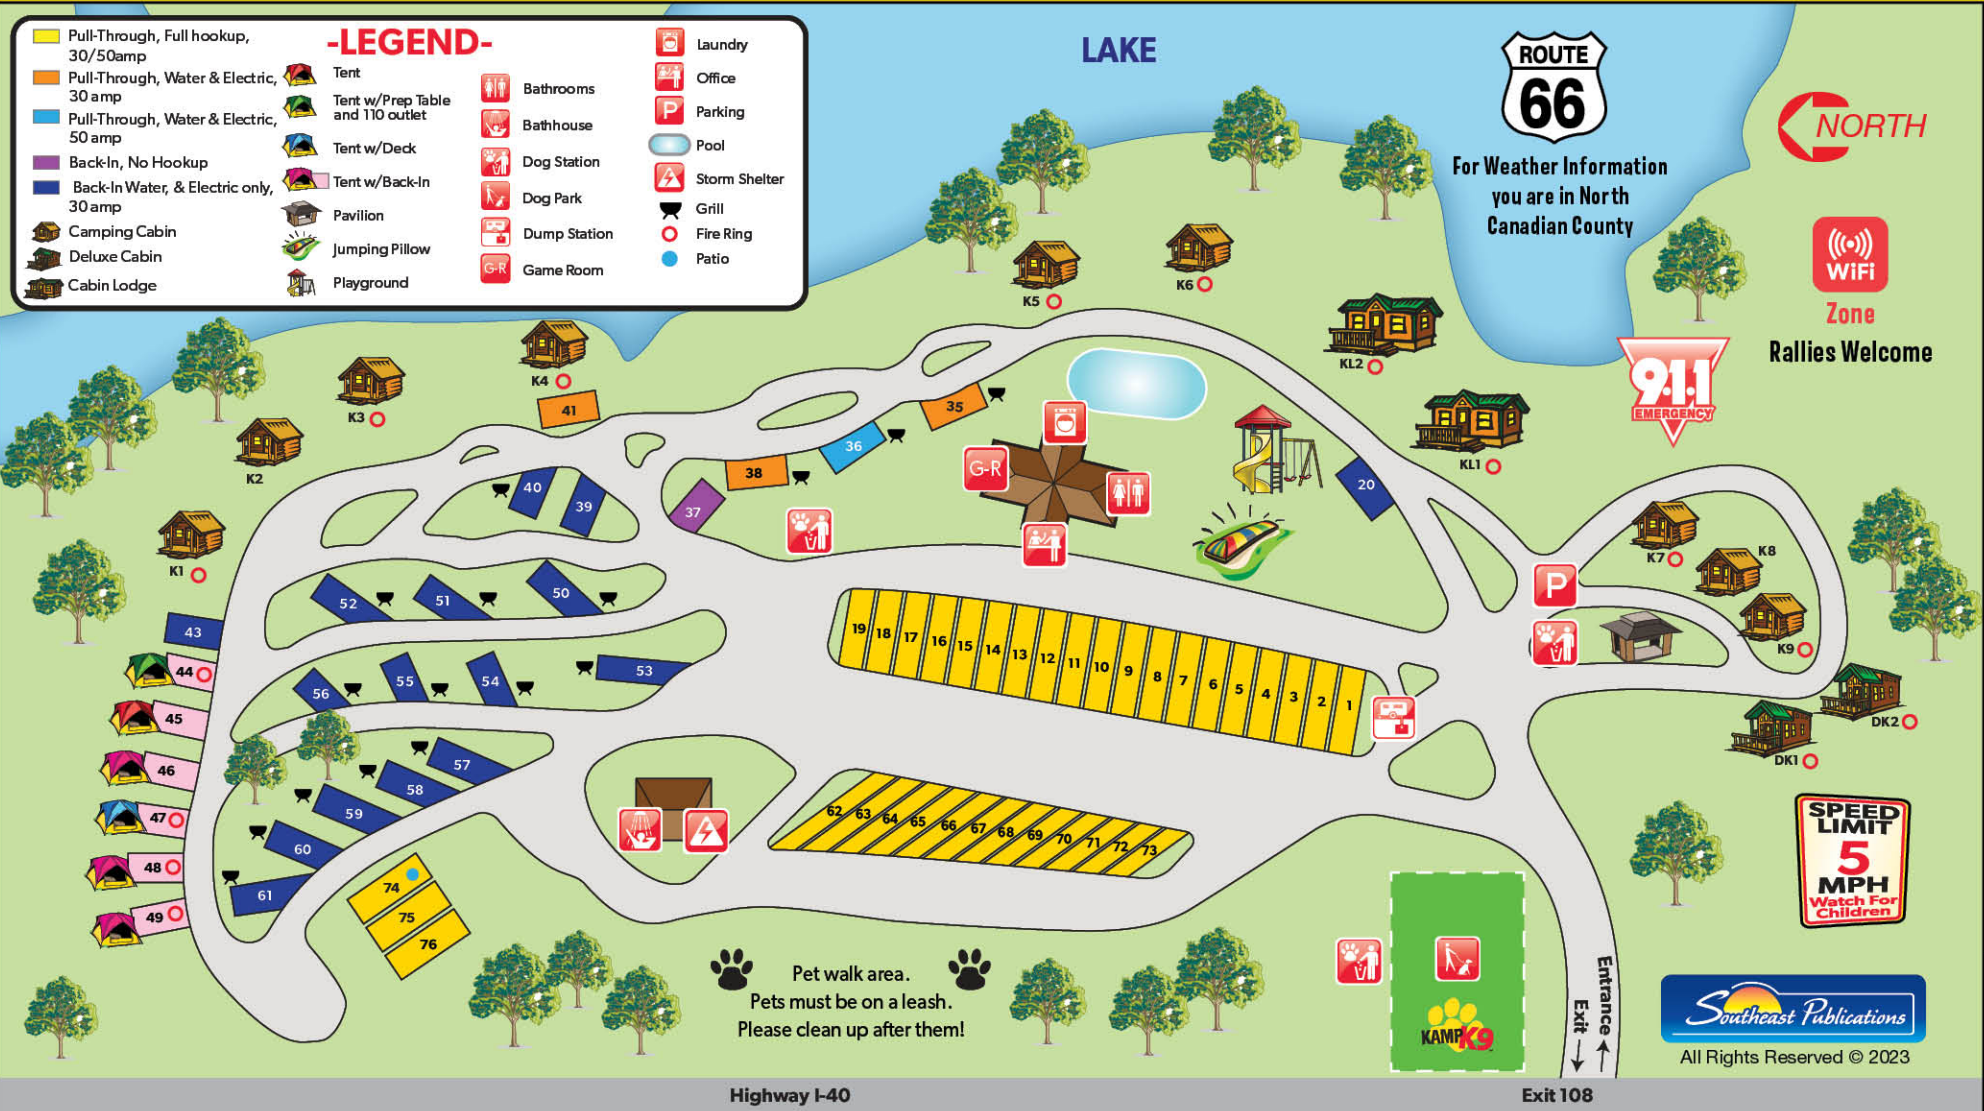 -LEGEND-
Pull-Through, Full hookup,
30/50amp
Pull-Through, Water & Electric,
30 amp
Pull-Through, Water & Electric,
50 amp
Back-In, No Hookup
Back-In Water, & Electric only,
30 amp
Camping Cabin
Deluxe Cabin
Cabin Lodge
Tent
Tent w/Prep Table
and 110 outlet
Tent w/Deck
Tent w/Back-In
Pavilion
Jumping Pillow
Playground
Bathrooms
Bathhouse
Dog Station
Dog Park
Dump Station
G-R Game Room
Laundry
Office
P Parking
Pool
Storm Shelter
Grill
Fire Ring
Patio
LAKE
ROUTE
66
For Weather Information
you are in North
Canadian County
NORTH
WiFi
Zone
Rallies Welcome
9.1.1
EMERGENCY
K6
K5
KL2
K4
K3
KL1
K2
K1
41
35
36
38
37
40
39
20
G-R
K7
K8
K9
P
DK2
DK1
52
51
50
43
44
45
46
47
48
49
56
55
54
53
57
58
59
60
61
19
18
17
16
15
14
13
12
11
10
9
8
7
6
5
4
3
2
1
62
63
64
65
66
67
68
69
70
71
72
73
74
75
76
SPEED
LIMIT
5
MPH
Watch For
Children
Pet walk area.
Pets must be on a leash.
Please clean up after them!
KAMP K9
Entrance
Exit
Southeast Publications
All Rights Reserved © 2023
Highway I-40
Exit 108